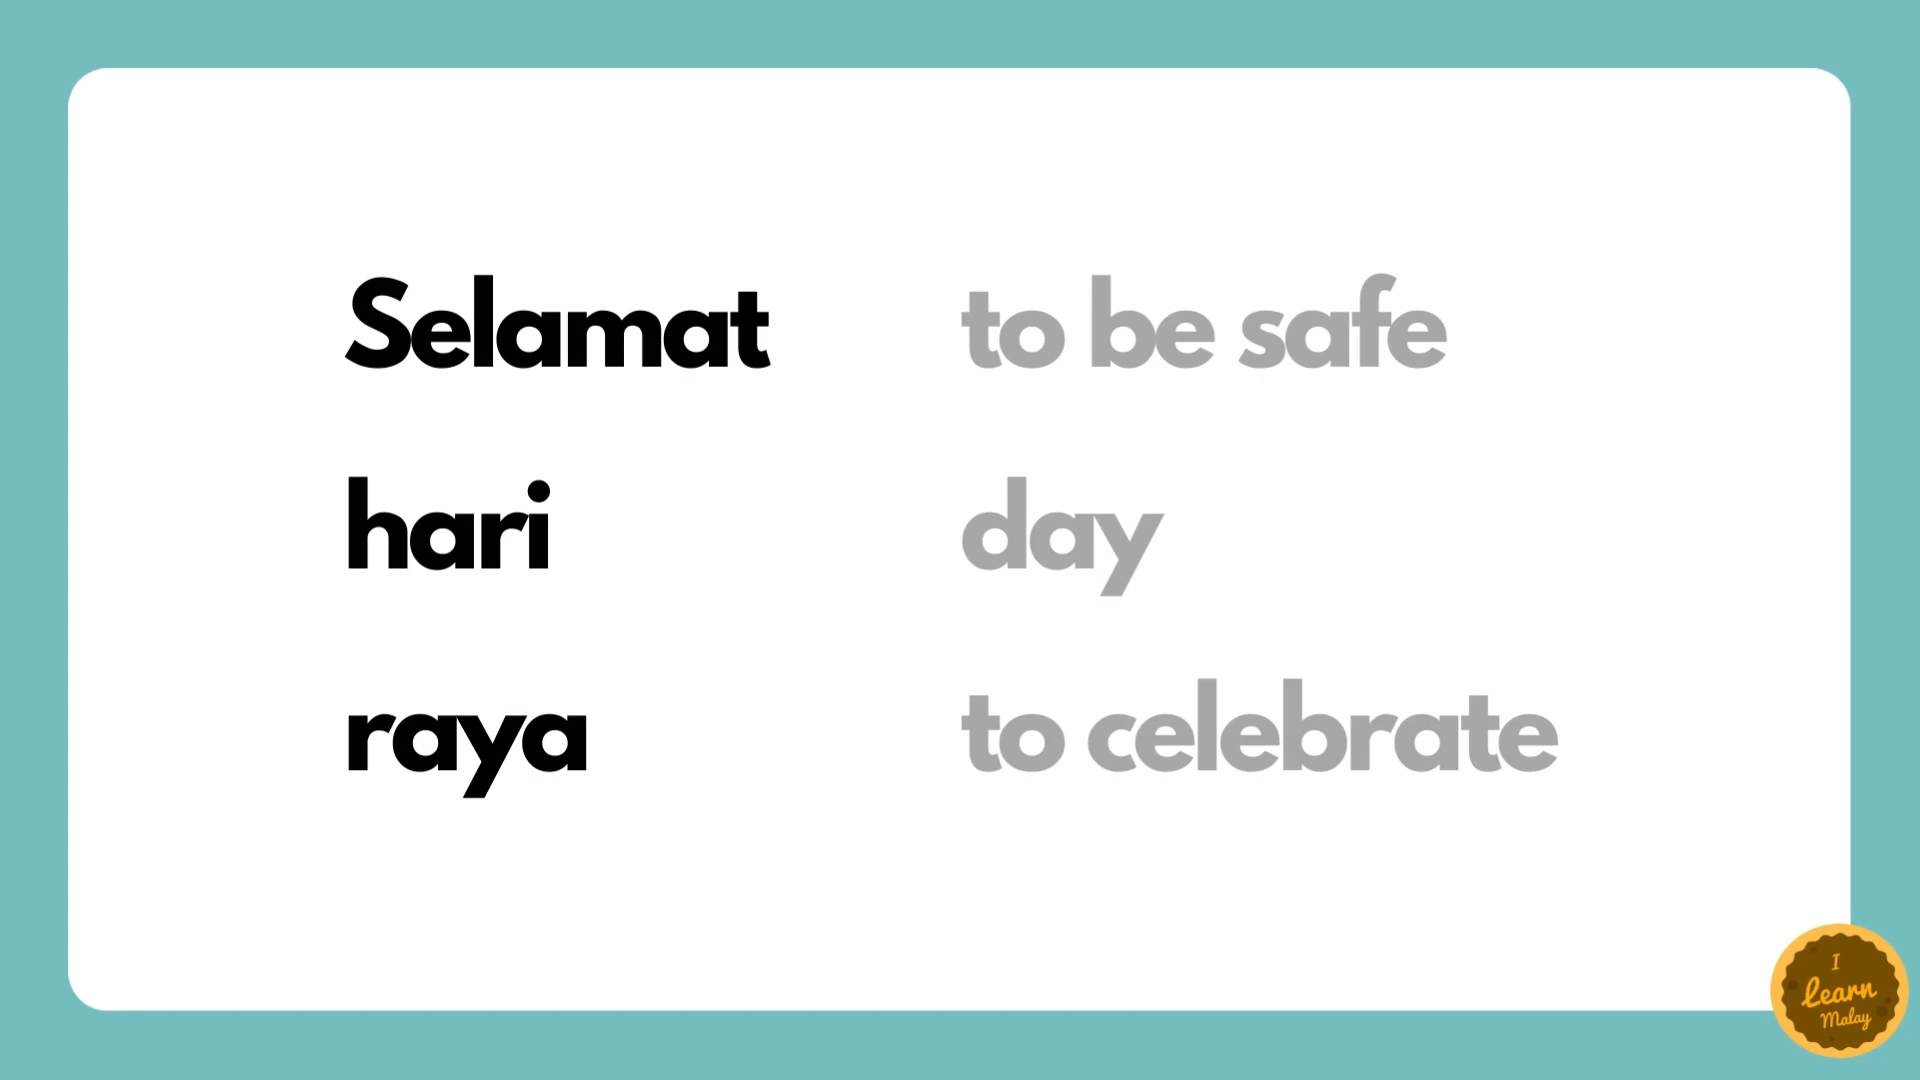 Selamat to be safe
hari day
raya to celebrate
I
Learn
Malay